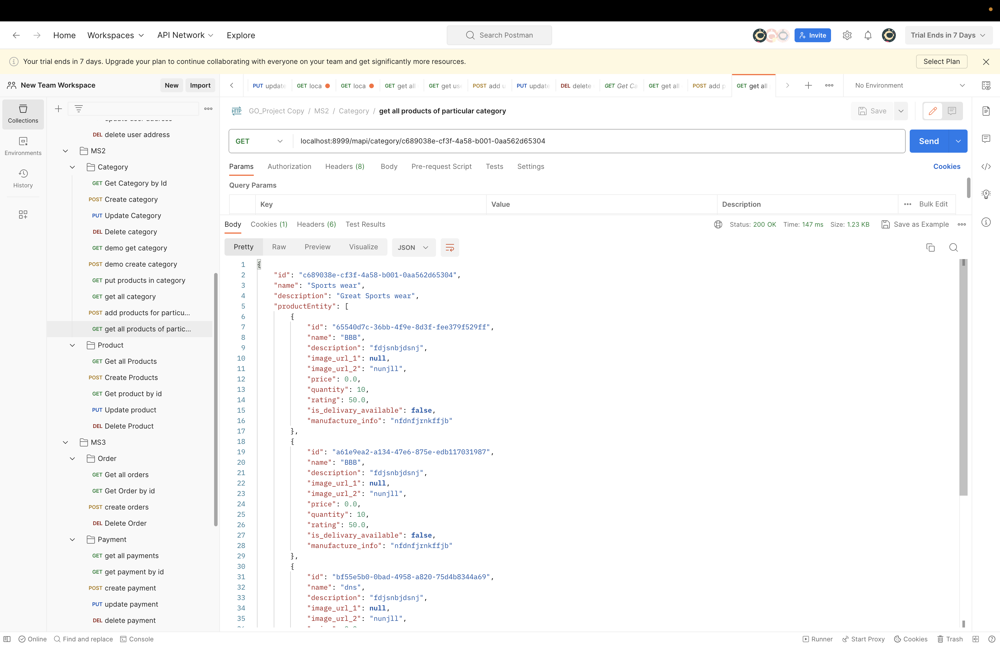 Home Workspaces API Network Explore Search Postman Invite Trial Ends in 7 Days
Your trial ends in 7 days. Upgrade your plan to continue collaborating with everyone on your team and get significantly more resources. Select Plan
New Team Workspace New Import PUT update GET loca GET loca GET get all GET get use POST add u PUT update DEL delete GET Get Ca GET get all POST add p GET get all No Environment
Collections
Environments
History
update user address
DEL delete user address
MS2
Category
GET Get Category by Id
POST Create category
PUT Update Category
DEL Delete category
GET demo get category
POST demo create category
GET put products in category
GET get all category
POST add products for particu...
GET get all products of partic...
Product
GET Get all Products
POST Create Products
GET Get product by id
PUT Update product
DEL Delete Product
MS3
Order
GET Get all orders
GET Get Order by id
POST create orders
DEL Delete Order
Payment
GET get all payments
GET get payment by id
POST create payment
PUT update payment
DEL delete payment
HTTP GO_Project Copy / MS2 / Category / get all products of particular category Save
GET localhost:8999/mapi/category/c689038e-cf3f-4a58-b001-0aa562d65304 Send
Params Authorization Headers (8) Body Pre-request Script Tests Settings Cookies
Query Params
Key Value Description Bulk Edit
Body Cookies (1) Headers (6) Test Results Status: 200 OK Time: 147 ms Size: 1.23 KB Save as Example
Pretty Raw Preview Visualize JSON
1 {
2 "id": "c689038e-cf3f-4a58-b001-0aa562d65304",
3 "name": "Sports wear",
4 "description": "Great Sports wear",
5 "productEntity": [
6 {
7 "id": "65540d7c-36bb-4f9e-8d3f-fee379f529ff",
8 "name": "BBB",
9 "description": "fdjsnbjdsnj",
10 "image_url_1": null,
11 "image_url_2": "nunjll",
12 "price": 0.0,
13 "quantity": 10,
14 "rating": 50.0,
15 "is_delivary_available": false,
16 "manufacture_info": "nfdnfjrnkffjb"
17 },
18 {
19 "id": "a61e9ea2-a134-47e6-875e-edb117031987",
20 "name": "BBB",
21 "description": "fdjsnbjdsnj",
22 "image_url_1": null,
23 "image_url_2": "nunjll",
24 "price": 0.0,
25 "quantity": 10,
26 "rating": 50.0,
27 "is_delivary_available": false,
28 "manufacture_info": "nfdnfjrnkffjb"
29 },
30 {
31 "id": "bf55e5b0-0bad-4958-a820-75d4b8344a69",
32 "name": "dns",
33 "description": "fdjsnbjdsnj",
34 "image_url_1": null,
35 "image_url_2": "nunjll",
Online Find and replace Console Runner Start Proxy Cookies Trash